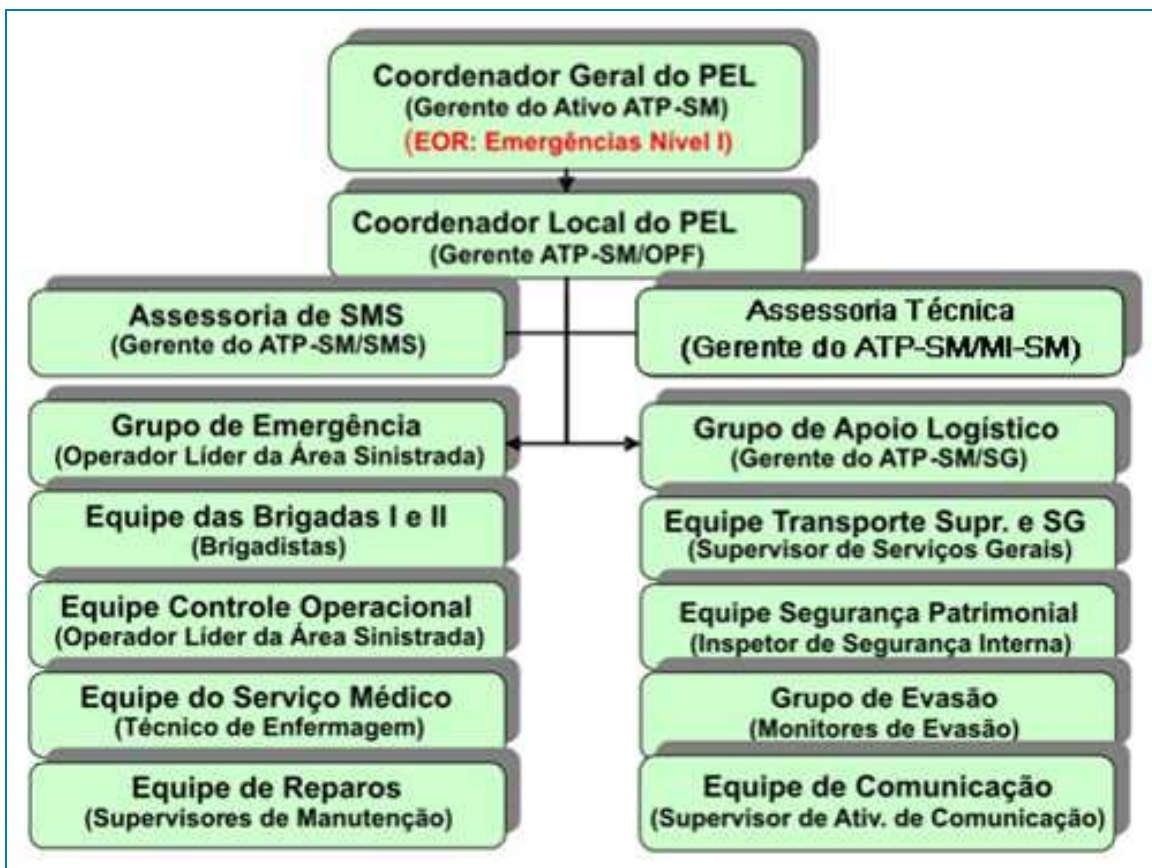 Coordenador Geral do PEL
(Gerente do Ativo ATP-SM)
(EOR: Emergências Nível I)
Coordenador Local do PEL
(Gerente ATP-SM/OPF)
Assessoria de SMS
(Gerente do ATP-SM/SMS)
Assessoria Técnica
(Gerente do ATP-SM/MI-SM)
Grupo de Emergência
(Operador Líder da Área Sinistrada)
Equipe das Brigadas I e II
(Brigadistas)
Equipe Controle Operacional
(Operador Líder da Área Sinistrada)
Equipe do Serviço Médico
(Técnico de Enfermagem)
Equipe de Reparos
(Supervisores de Manutenção)
Grupo de Apoio Logístico
(Gerente do ATP-SM/SG)
Equipe Transporte Supr. e SG
(Supervisor de Serviços Gerais)
Equipe Segurança Patrimonial
(Inspetor de Segurança Interna)
Grupo de Evasão
(Monitores de Evasão)
Equipe de Comunicação
(Supervisor de Ativ. de Comunicação)